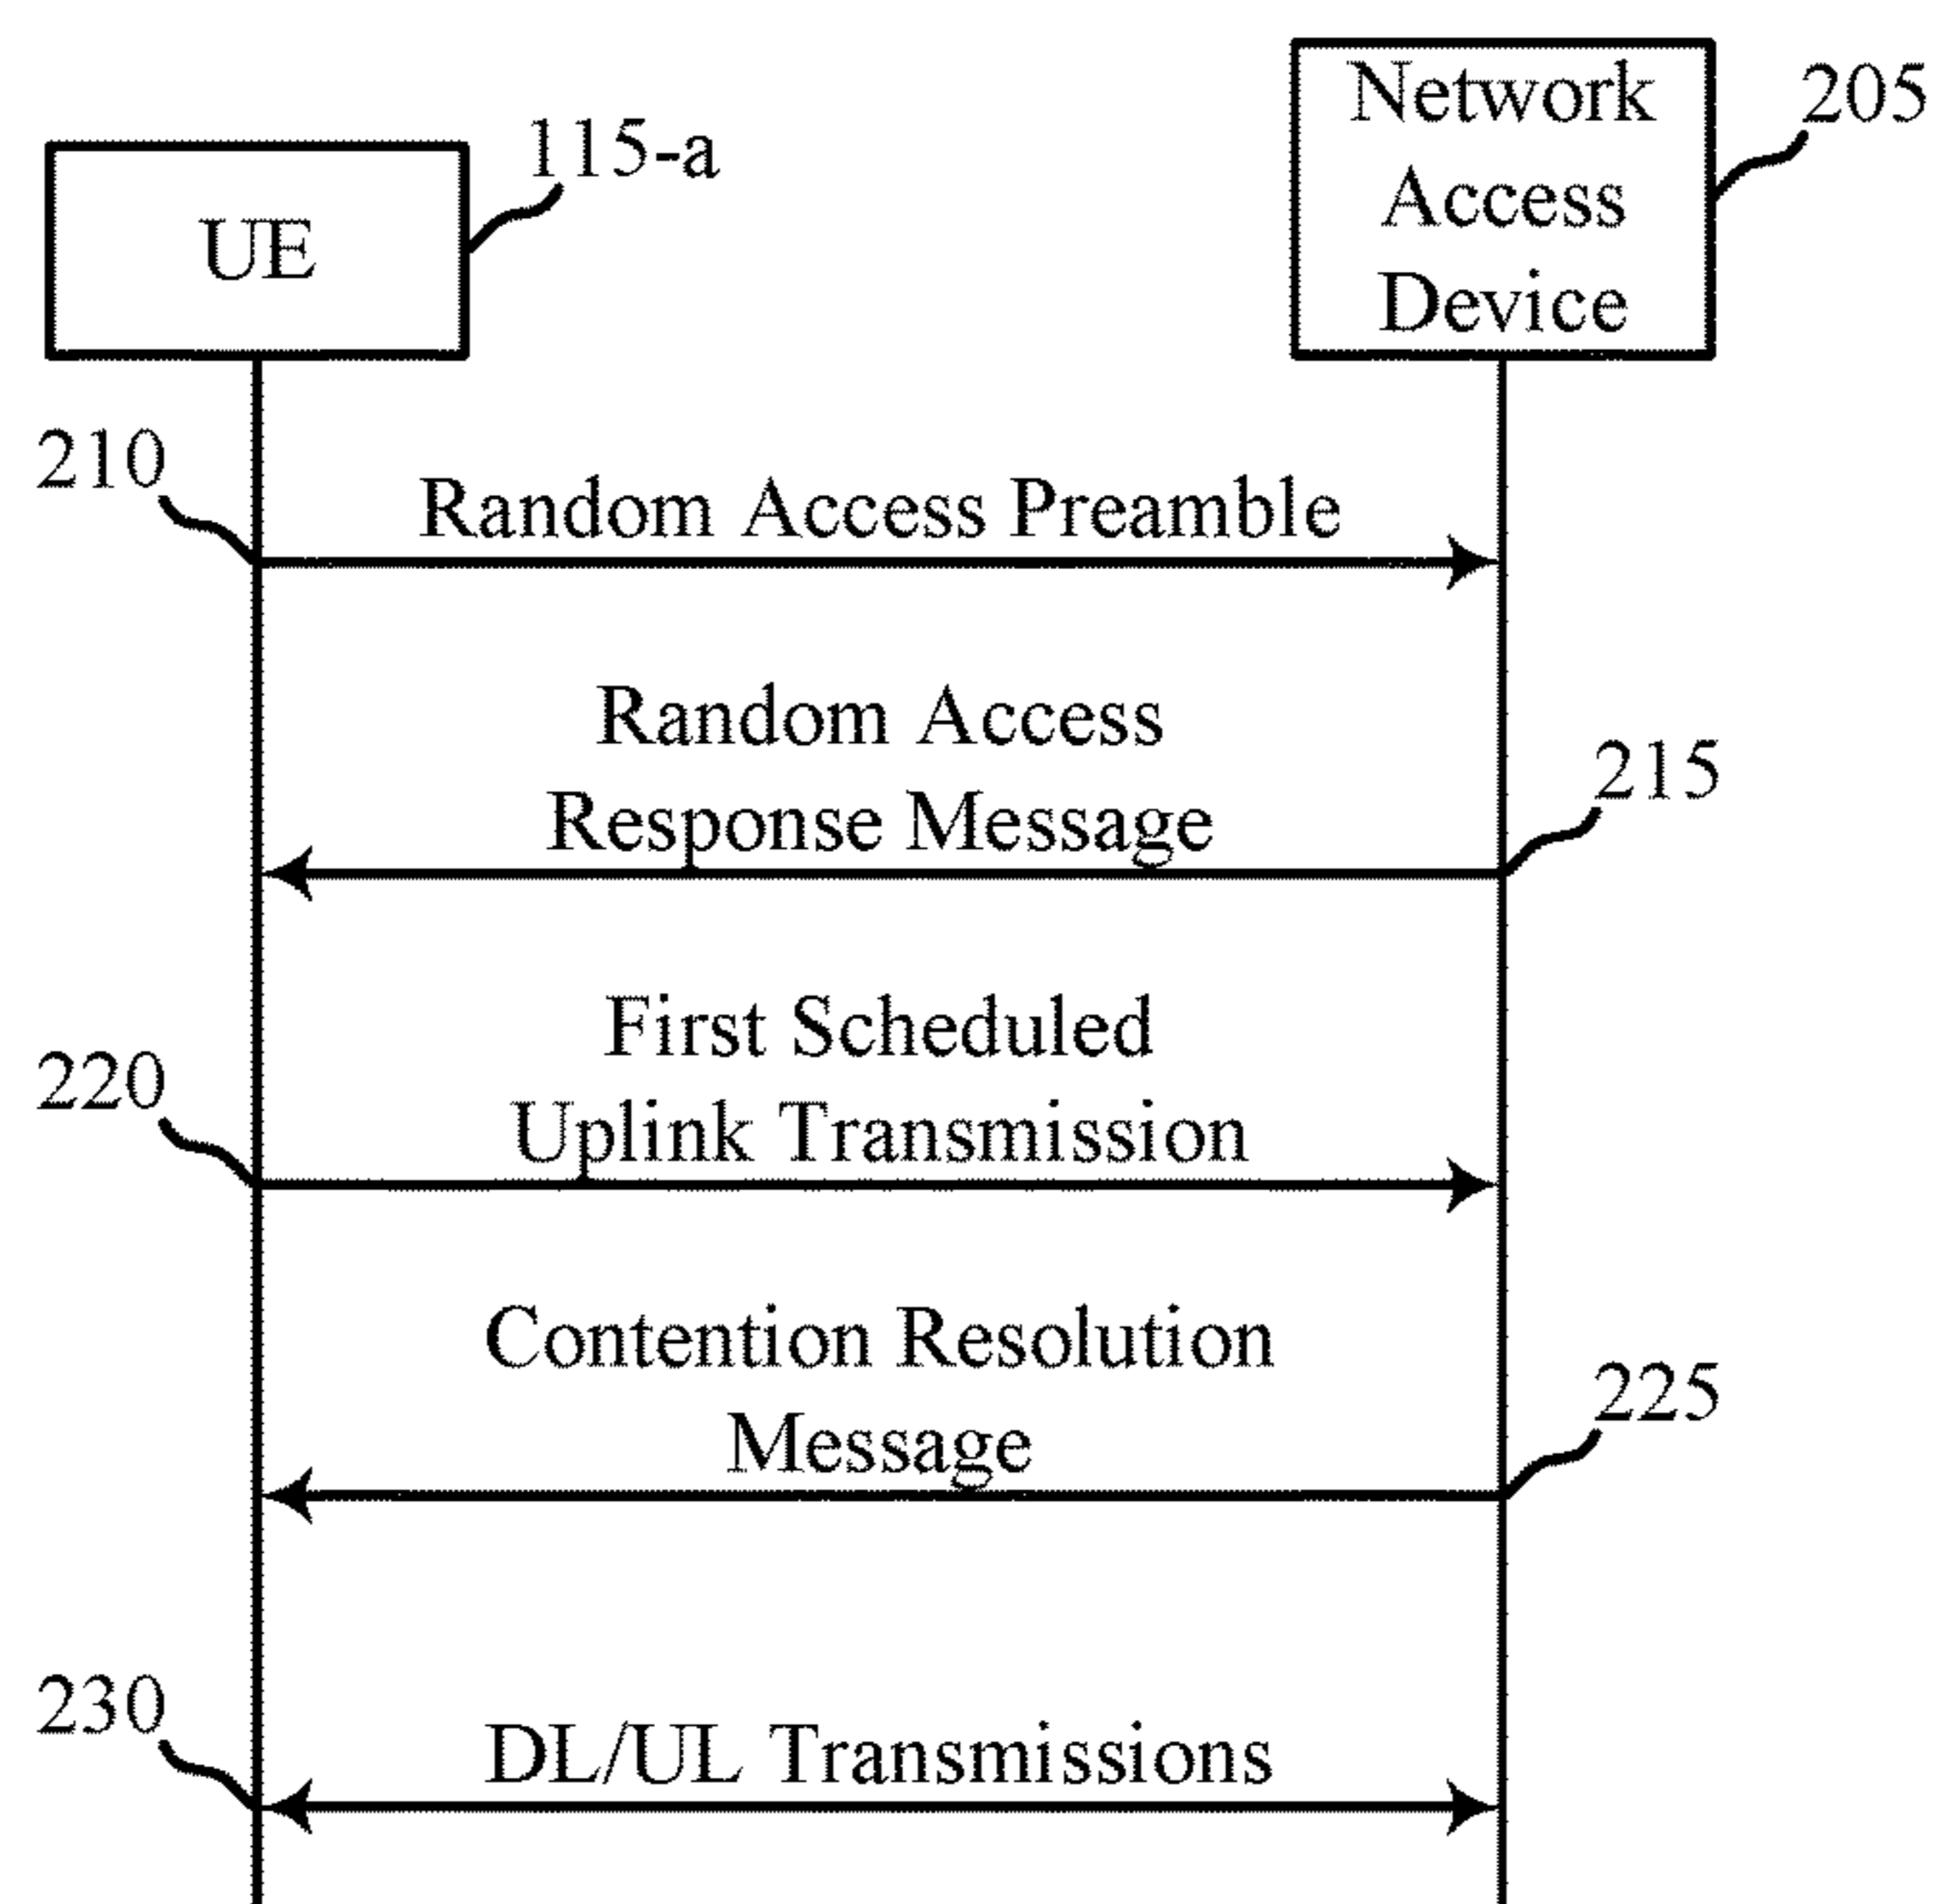 Network
Access
Device
205
115-a
UE
210
Random Access Preamble
Random Access
Response Message
215
First Scheduled
Uplink Transmission
220
Contention Resolution
Message
225
230
DL/UL Transmissions